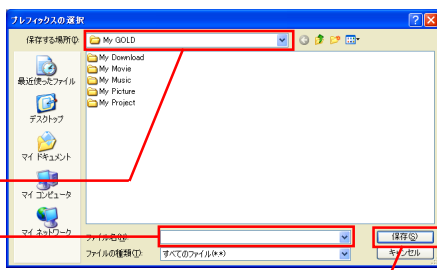 プレフィックスの選択
保存する場所(I):
My GOLD
My Download
My Movie
My Music
My Picture
My Project
最近使ったファイル
デスクトップ
マイ ドキュメント
マイ コンピュータ
マイ ネットワーク
ファイル名(N):
保存(S)
ファイルの種類(T):
すべてのファイル(*.*)
キャンセル